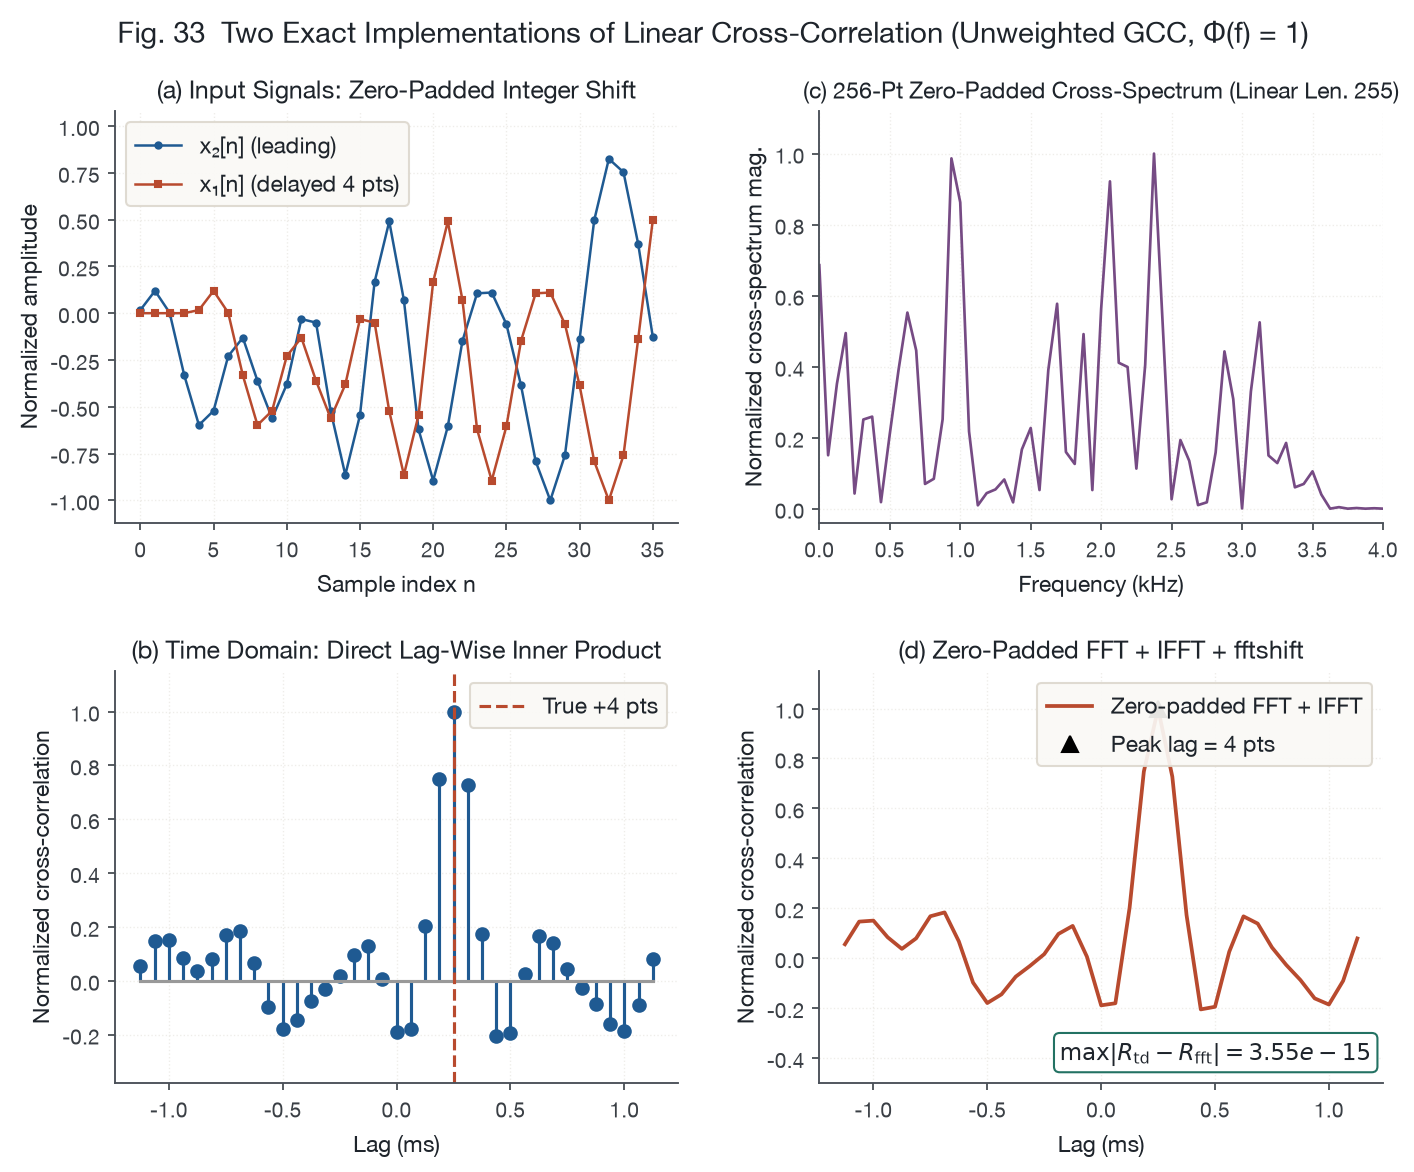 Fig. 33 Two Exact Implementations of Linear Cross-Correlation (Unweighted GCC, Φ(f) = 1)
(a) Input Signals: Zero-Padded Integer Shift
x₂[n] (leading)
x₁[n] (delayed 4 pts)
Normalized amplitude
1.00
0.75
0.50
0.25
0.00
-0.25
-0.50
-0.75
-1.00
0 5 10 15 20 25 30 35
Sample index n
(c) 256-Pt Zero-Padded Cross-Spectrum (Linear Len. 255)
Normalized cross-spectrum mag.
1.0
0.8
0.6
0.4
0.2
0.0
0.0 0.5 1.0 1.5 2.0 2.5 3.0 3.5 4.0
Frequency (kHz)
(b) Time Domain: Direct Lag-Wise Inner Product
True +4 pts
Normalized cross-correlation
1.0
0.8
0.6
0.4
0.2
0.0
-0.2
-1.0 -0.5 0.0 0.5 1.0
Lag (ms)
(d) Zero-Padded FFT + IFFT + fftshift
Zero-padded FFT + IFFT
Peak lag = 4 pts
Normalized cross-correlation
1.0
0.8
0.6
0.4
0.2
0.0
-0.2
-0.4
max|R_td − R_fft| = 3.55e − 15
-1.0 -0.5 0.0 0.5 1.0
Lag (ms)